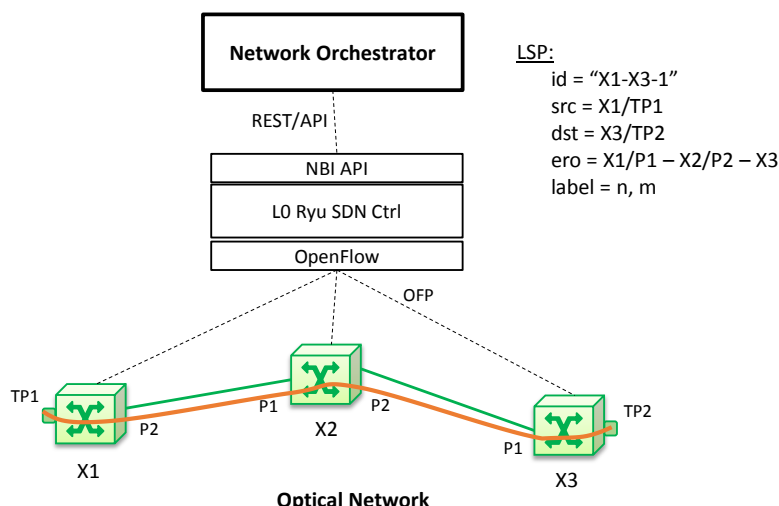 Network Orchestrator
LSP:
id = “X1-X3-1”
src = X1/TP1
dst = X3/TP2
ero = X1/P1 – X2/P2 – X3
label = n, m
REST/API
NBI API
L0 Ryu SDN Ctrl
OpenFlow
OFP
TP1
P2
X1
P1
P2
X2
P1
TP2
X3
Optical Network